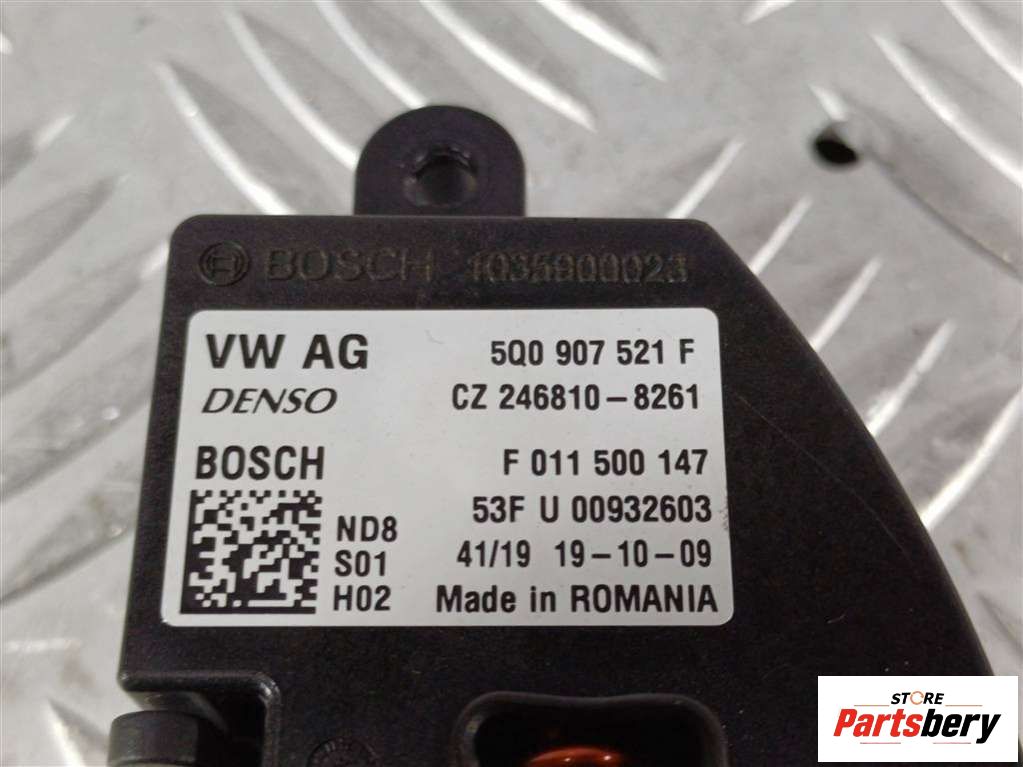 BOSCH 1035900023
VW AG 5Q0 907 521 F
DENSO CZ 246810-8261
BOSCH F 011 500 147
53F U 00932603
ND8
S01 41/19 19-10-09
H02 Made in ROMANIA
STORE
Partsbery